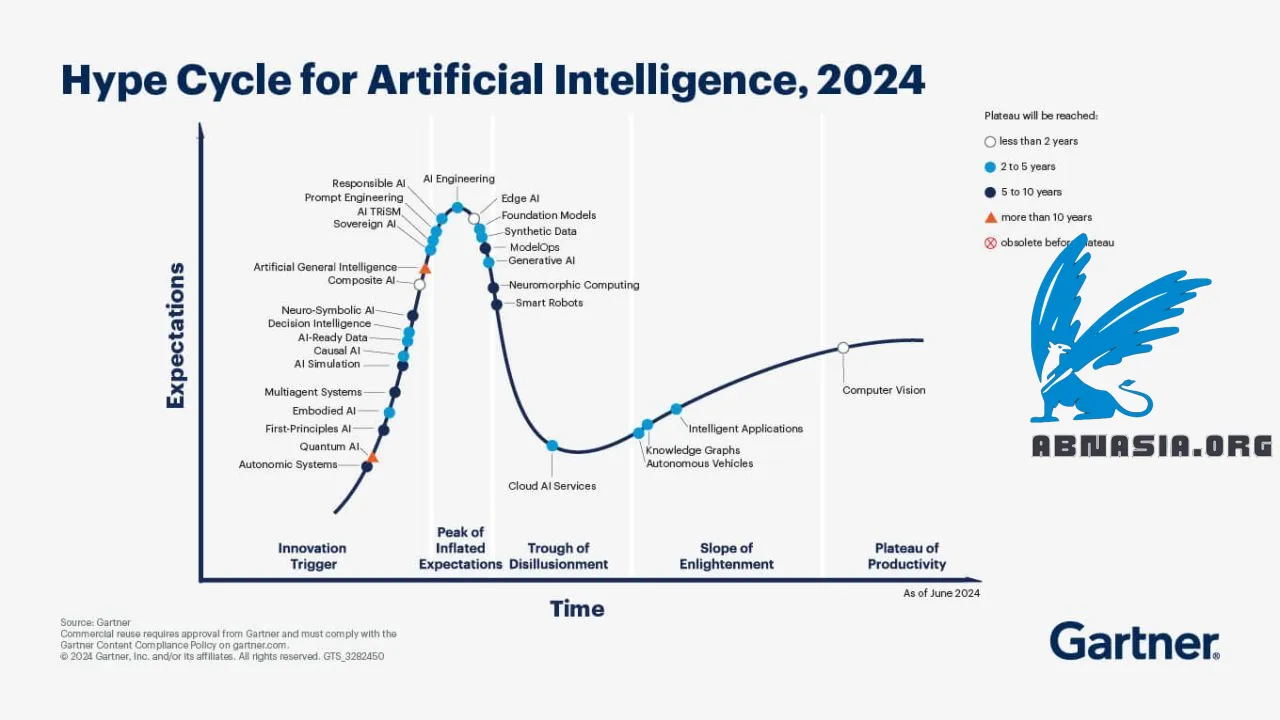 Hype Cycle for Artificial Intelligence, 2024
Plateau will be reached:
less than 2 years
2 to 5 years
5 to 10 years
more than 10 years
obsolete before plateau
Expectations
Responsible AI
Prompt Engineering
AI TRiSM
Sovereign AI
Artificial General Intelligence
Composite AI
Neuro-Symbolic AI
Decision Intelligence
AI-Ready Data
Causal AI
AI Simulation
Multiagent Systems
Embodied AI
First-Principles AI
Quantum AI
Autonomic Systems
AI Engineering
Edge AI
Foundation Models
Synthetic Data
ModelOps
Generative AI
Neuromorphic Computing
Smart Robots
Cloud AI Services
Intelligent Applications
Knowledge Graphs
Autonomous Vehicles
Computer Vision
ABNASIA.ORG
Innovation
Trigger
Peak of
Inflated
Expectations
Trough of
Disillusionment
Slope of
Enlightenment
Plateau of
Productivity
As of June 2024
Time
Source: Gartner
Commercial reuse requires approval from Gartner and must comply with the
Gartner Content Compliance Policy on gartner.com.
© 2024 Gartner, Inc. and/or its affiliates. All rights reserved. GTS_3282450
Gartner®